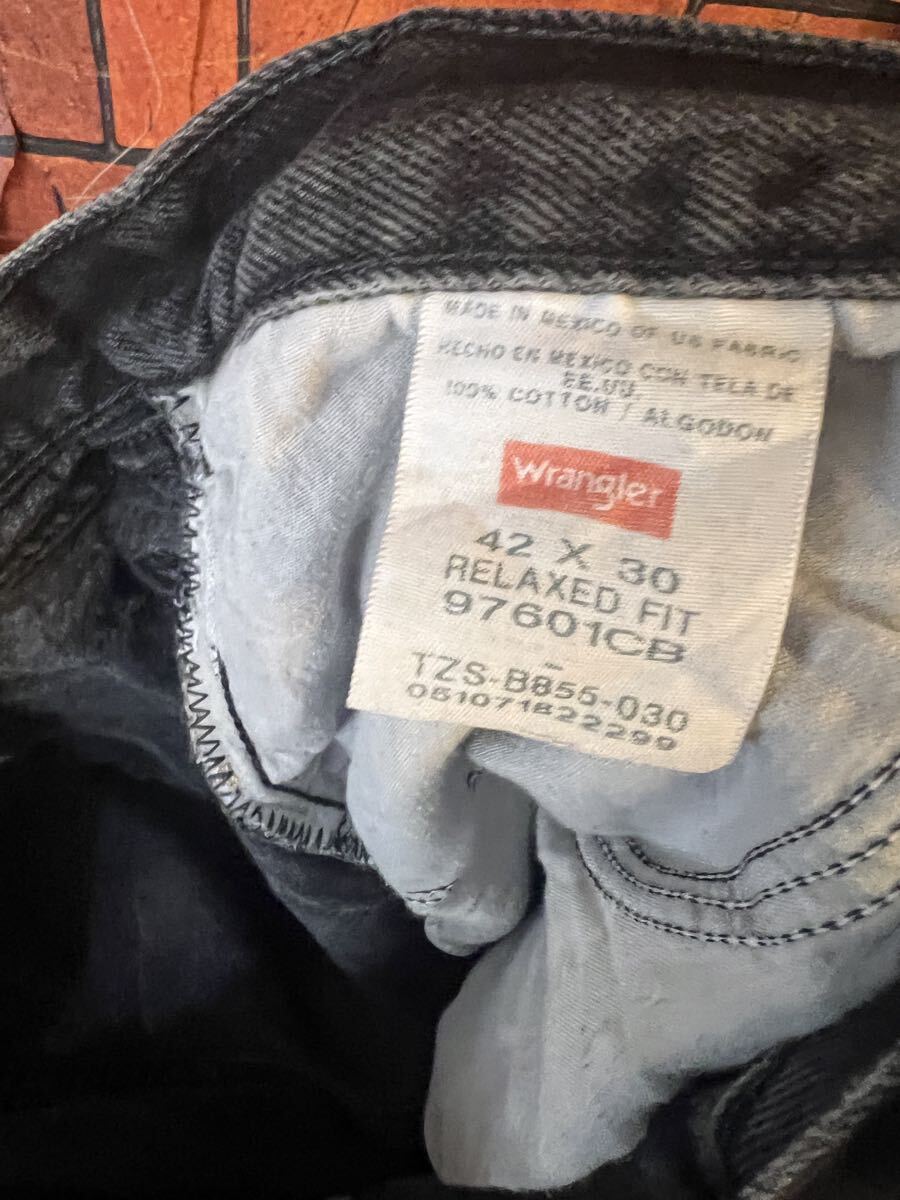 MADE IN MEXICO OF US FABRIC
HECHO EN MEXICO CON TELA DE
EE.UU.
100% COTTON / ALGODON
Wrangler
42 X 30
RELAXED FIT
97601CB
TZS-B855-030
051071822299